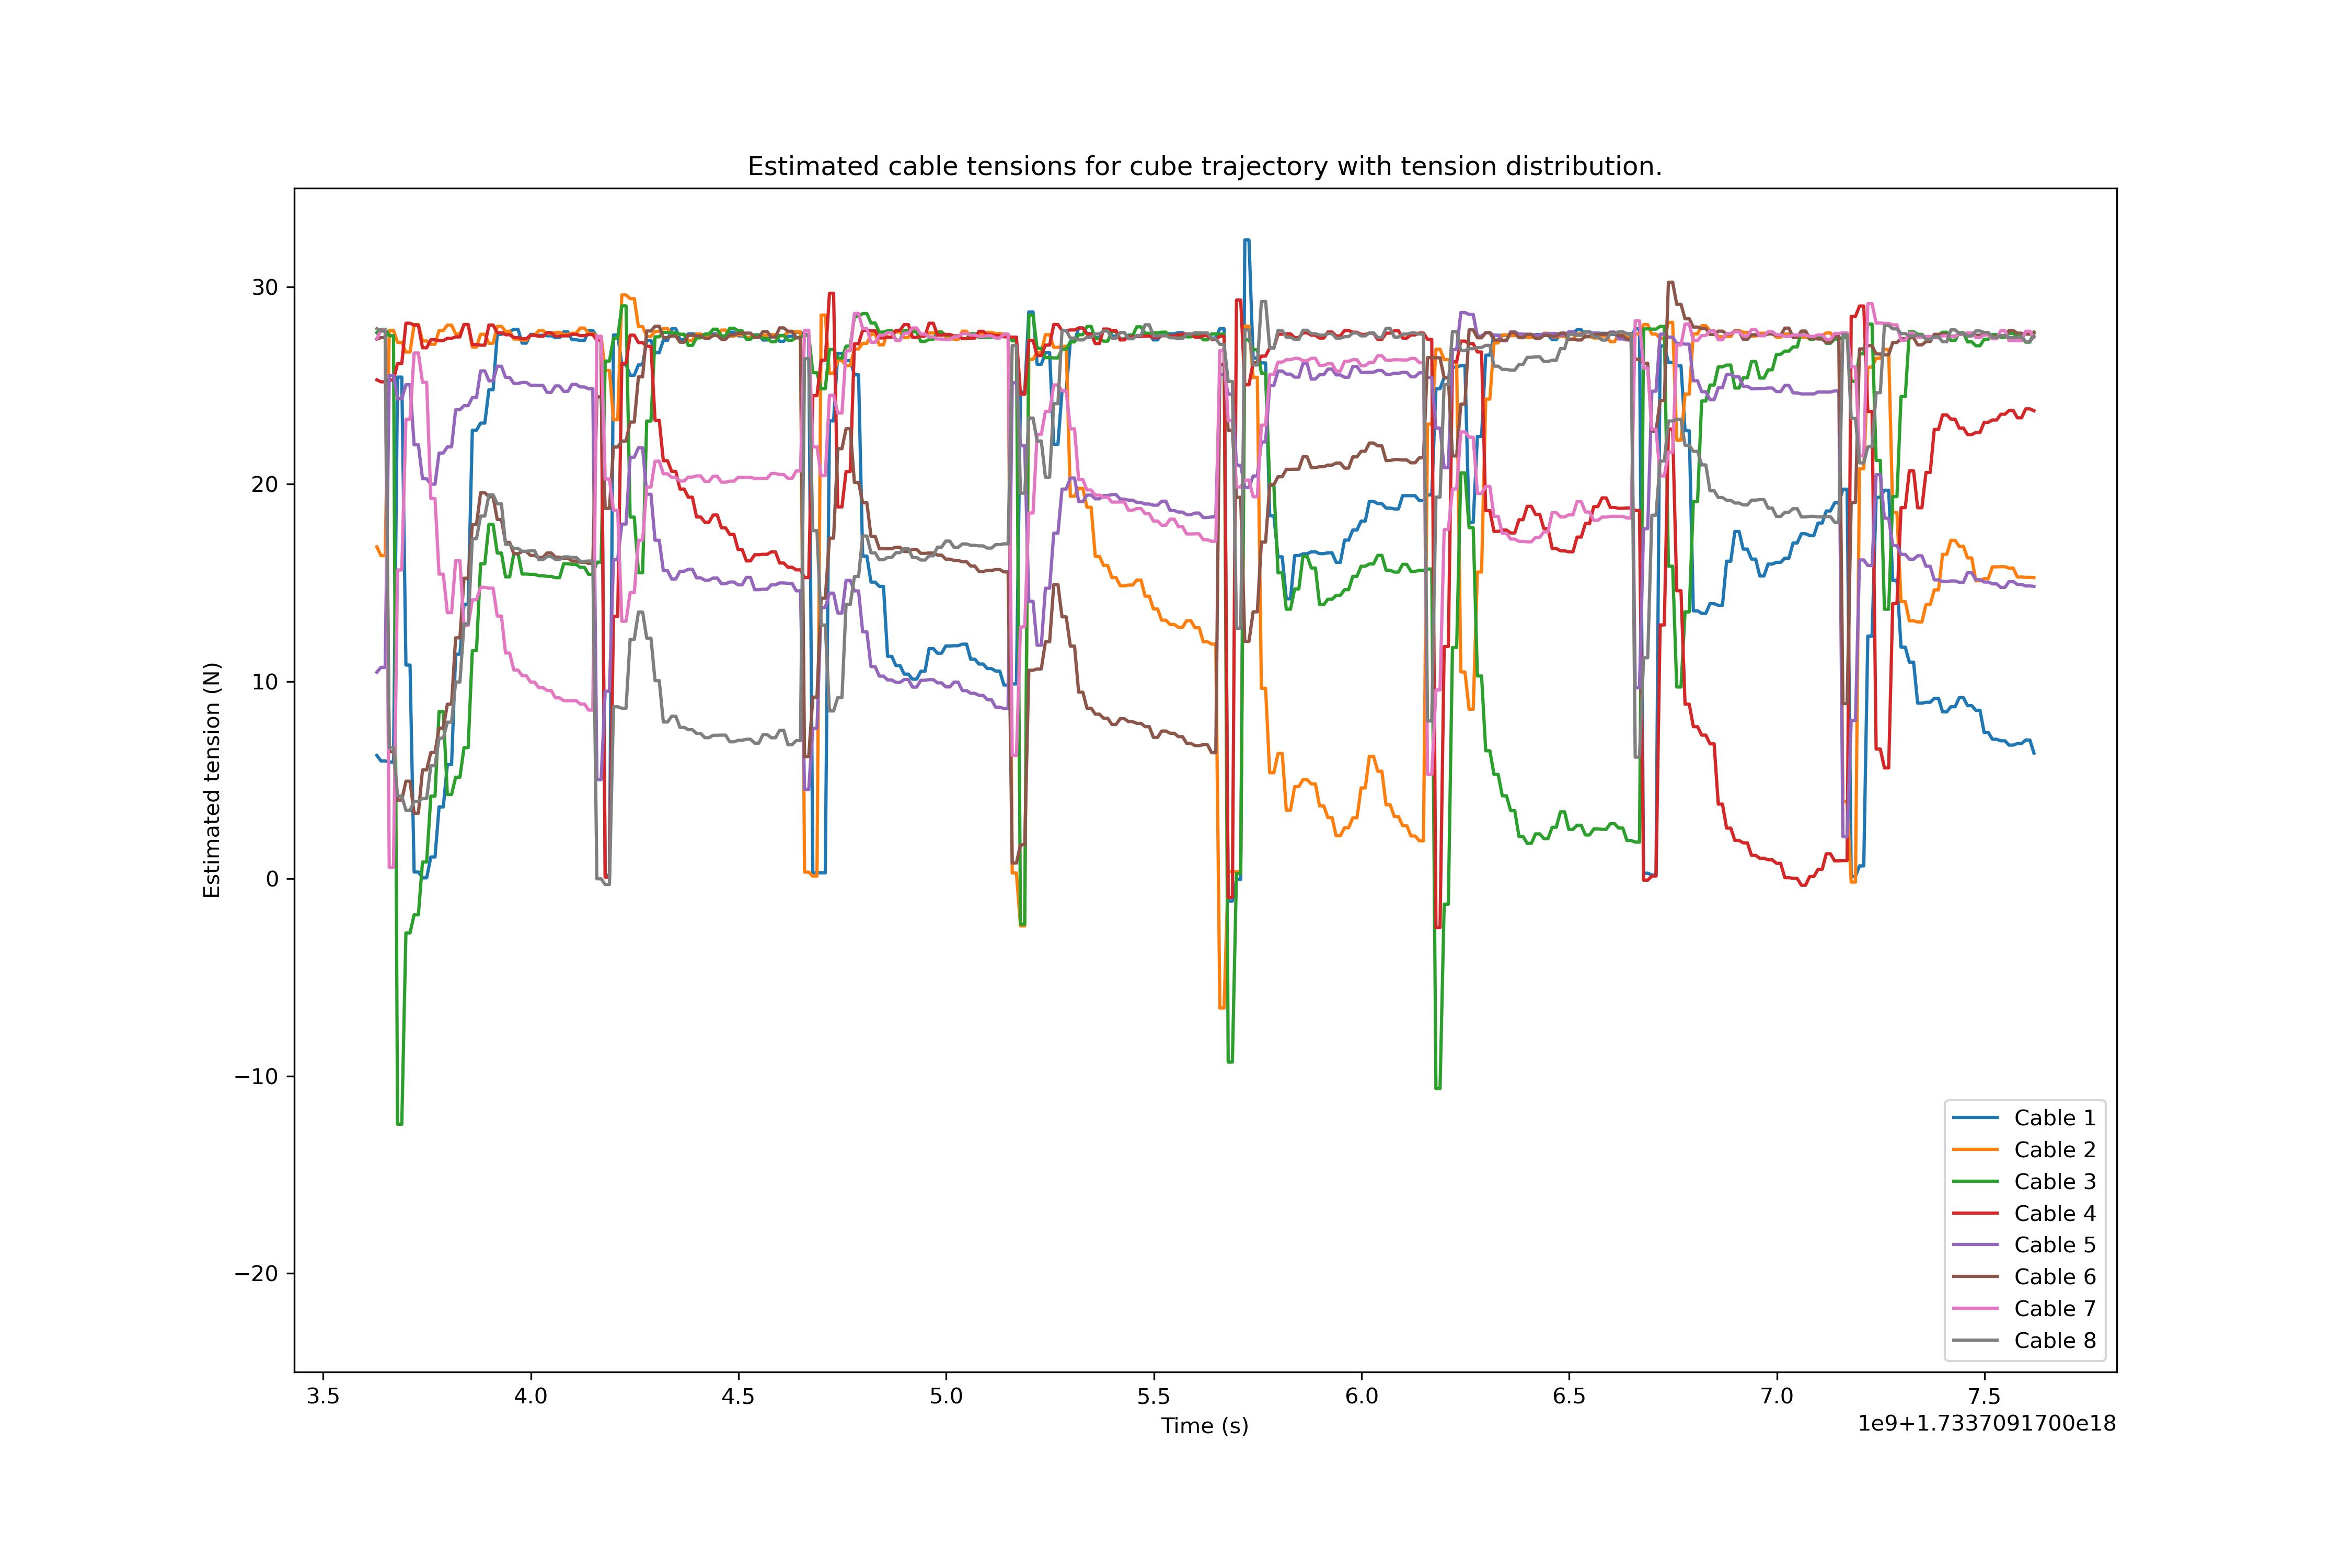 Estimated cable tensions for cube trajectory with tension distribution.
Estimated tension (N)
30
20
10
0
−10
−20
3.5 4.0 4.5 5.0 5.5 6.0 6.5 7.0 7.5
Time (s)
1e9+1.7337091700e18
Cable 1
Cable 2
Cable 3
Cable 4
Cable 5
Cable 6
Cable 7
Cable 8